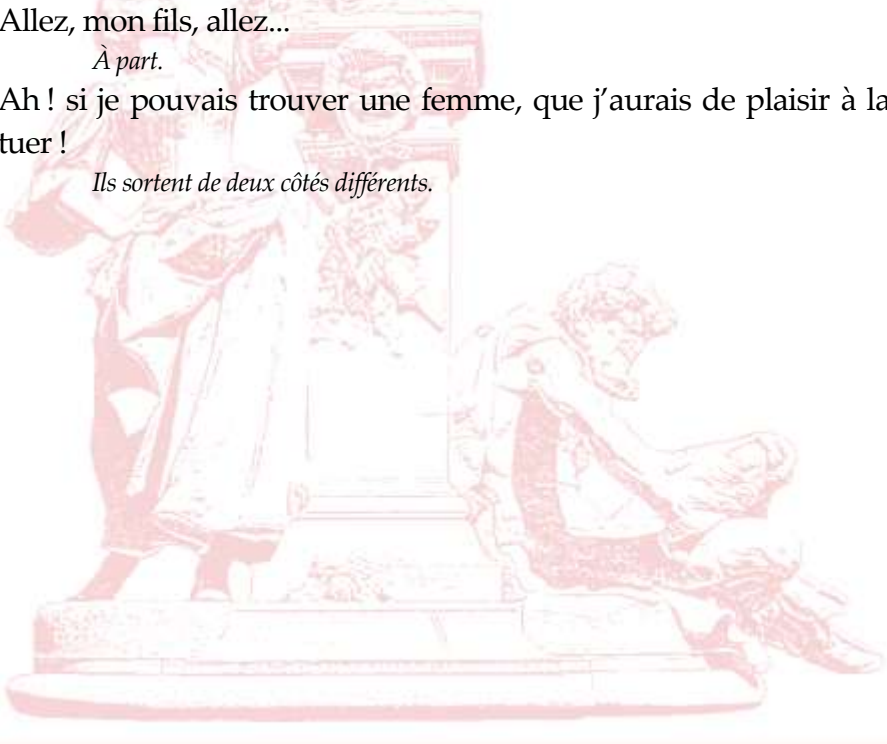 Allez, mon fils, allez...
À part.
Ah ! si je pouvais trouver une femme, que j’aurais de plaisir à la
tuer !
Ils sortent de deux côtés différents.